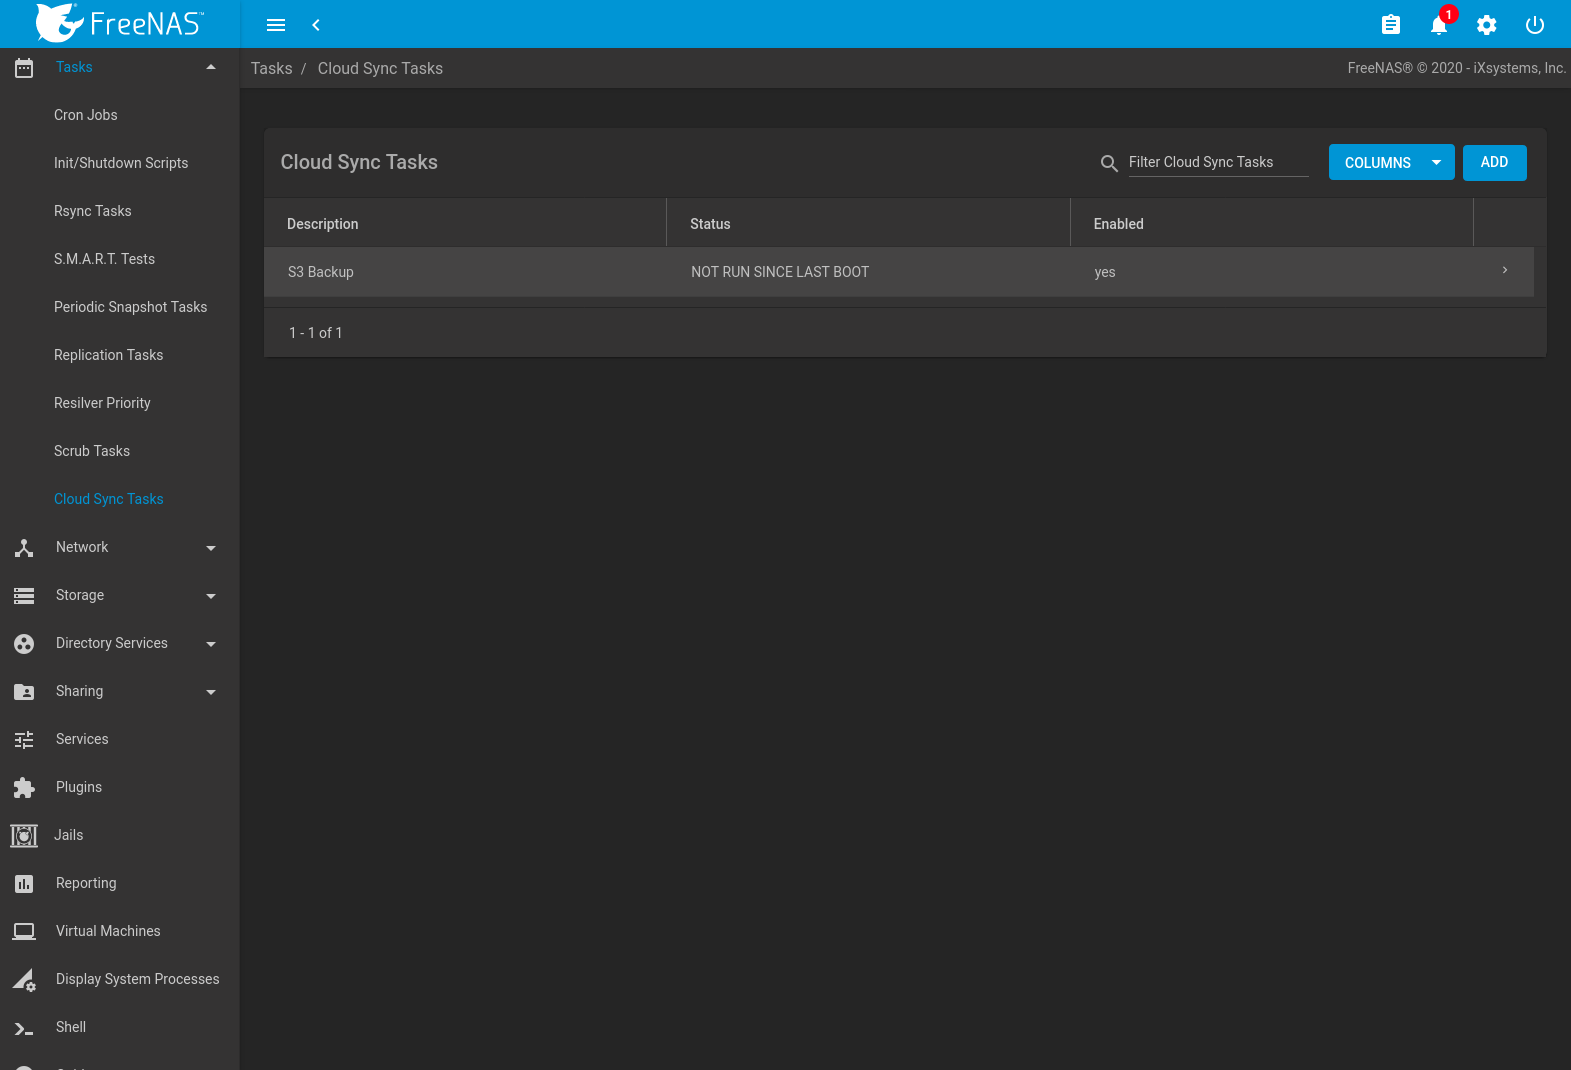 FreeNAS™
1
Tasks
Cron Jobs
Init/Shutdown Scripts
Rsync Tasks
S.M.A.R.T. Tests
Periodic Snapshot Tasks
Replication Tasks
Resilver Priority
Scrub Tasks
Cloud Sync Tasks
Network
Storage
Directory Services
Sharing
Services
Plugins
Jails
Reporting
Virtual Machines
Display System Processes
Shell
Tasks / Cloud Sync Tasks
FreeNAS® © 2020 - iXsystems, Inc.
Cloud Sync Tasks
Filter Cloud Sync Tasks
COLUMNS
ADD
Description Status Enabled
S3 Backup NOT RUN SINCE LAST BOOT yes
1 - 1 of 1